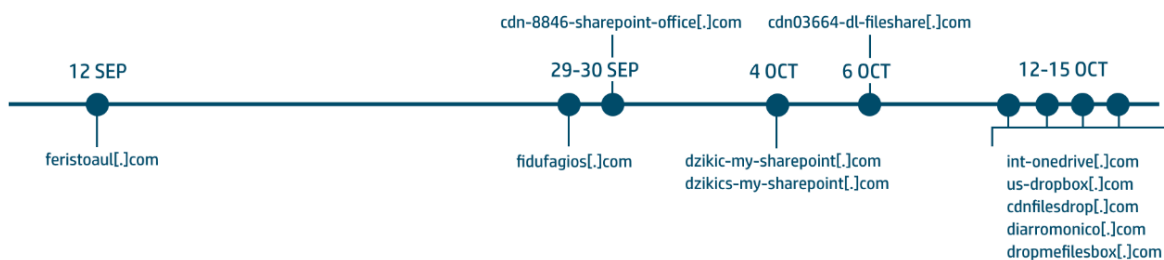 cdn-8846-sharepoint-office[.]com
cdn03664-dl-fileshare[.]com
12 SEP
29-30 SEP
4 OCT
6 OCT
12-15 OCT
feristoaul[.]com
fidufagios[.]com
dzikic-my-sharepoint[.]com
dzikics-my-sharepoint[.]com
int-onedrive[.]com
us-dropbox[.]com
cdnfilesdrop[.]com
diarromonico[.]com
dropmefilesbox[.]com